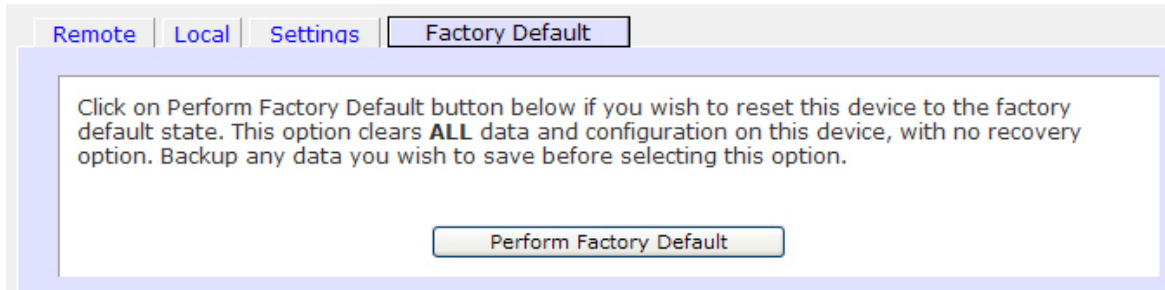 Remote Local Settings Factory Default
Click on Perform Factory Default button below if you wish to reset this device to the factory
default state. This option clears ALL data and configuration on this device, with no recovery
option. Backup any data you wish to save before selecting this option.
Perform Factory Default